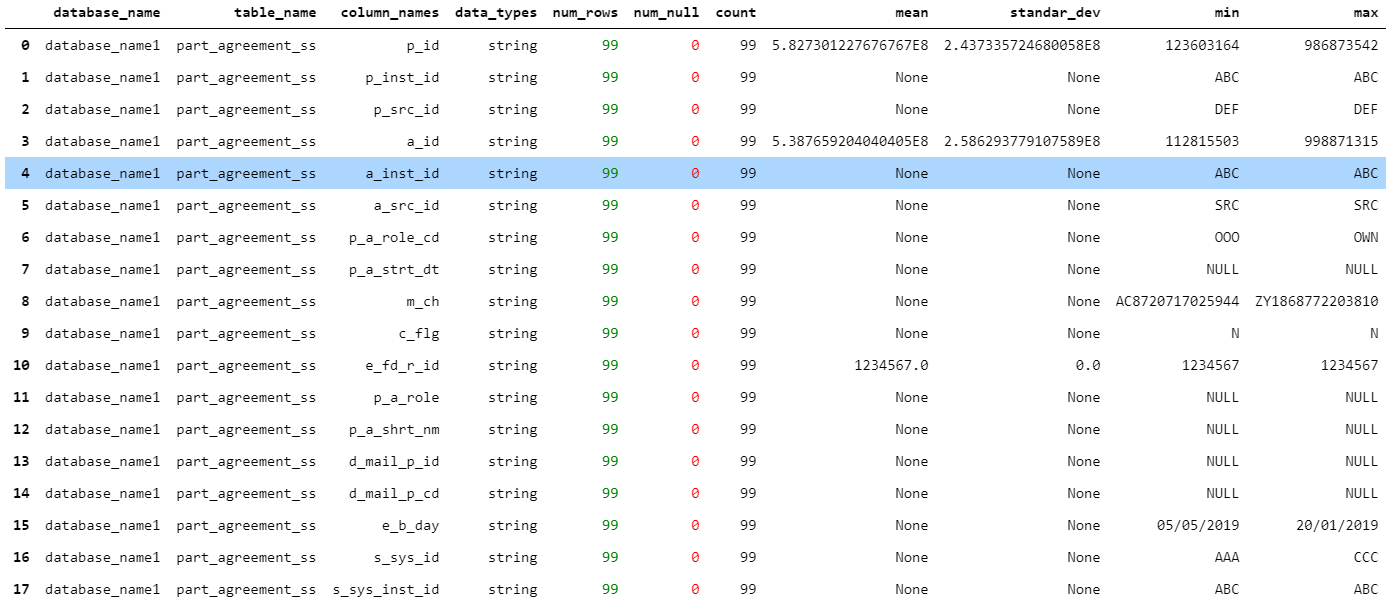 database_name table_name column_names data_types num_rows num_null count mean standar_dev min max
0 database_name1 part_agreement_ss p_id string 99 0 99 5.827301227676767E8 2.437335724680058E8 123603164 986873542
1 database_name1 part_agreement_ss p_inst_id string 99 0 99 None None ABC ABC
2 database_name1 part_agreement_ss p_src_id string 99 0 99 None None DEF DEF
3 database_name1 part_agreement_ss a_id string 99 0 99 5.387659204040405E8 2.586293779107589E8 112815503 998871315
4 database_name1 part_agreement_ss a_inst_id string 99 0 99 None None ABC ABC
5 database_name1 part_agreement_ss a_src_id string 99 0 99 None None SRC SRC
6 database_name1 part_agreement_ss p_a_role_cd string 99 0 99 None None OOO OWN
7 database_name1 part_agreement_ss p_a_strt_dt string 99 0 99 None None NULL NULL
8 database_name1 part_agreement_ss m_ch string 99 0 99 None None AC8720717025944 ZY1868772203810
9 database_name1 part_agreement_ss c_flg string 99 0 99 None None N N
10 database_name1 part_agreement_ss e_fd_r_id string 99 0 99 1234567.0 0.0 1234567 1234567
11 database_name1 part_agreement_ss p_a_role string 99 0 99 None None NULL NULL
12 database_name1 part_agreement_ss p_a_shrt_nm string 99 0 99 None None NULL NULL
13 database_name1 part_agreement_ss d_mail_p_id string 99 0 99 None None NULL NULL
14 database_name1 part_agreement_ss d_mail_p_cd string 99 0 99 None None NULL NULL
15 database_name1 part_agreement_ss e_b_day string 99 0 99 None None 05/05/2019 20/01/2019
16 database_name1 part_agreement_ss s_sys_id string 99 0 99 None None AAA CCC
17 database_name1 part_agreement_ss s_sys_inst_id string 99 0 99 None None ABC ABC